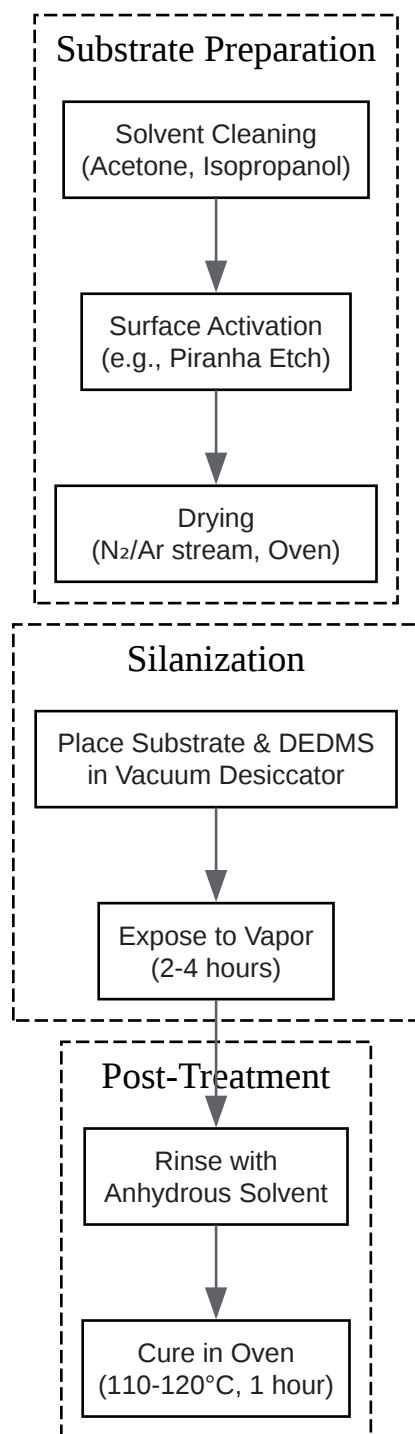 Substrate Preparation
Solvent Cleaning
(Acetone, Isopropanol)
Surface Activation
(e.g., Piranha Etch)
Drying
(N₂/Ar stream, Oven)
Silanization
Place Substrate & DEDMS
in Vacuum Desiccator
Expose to Vapor
(2-4 hours)
Post-Treatment
Rinse with
Anhydrous Solvent
Cure in Oven
(110-120°C, 1 hour)